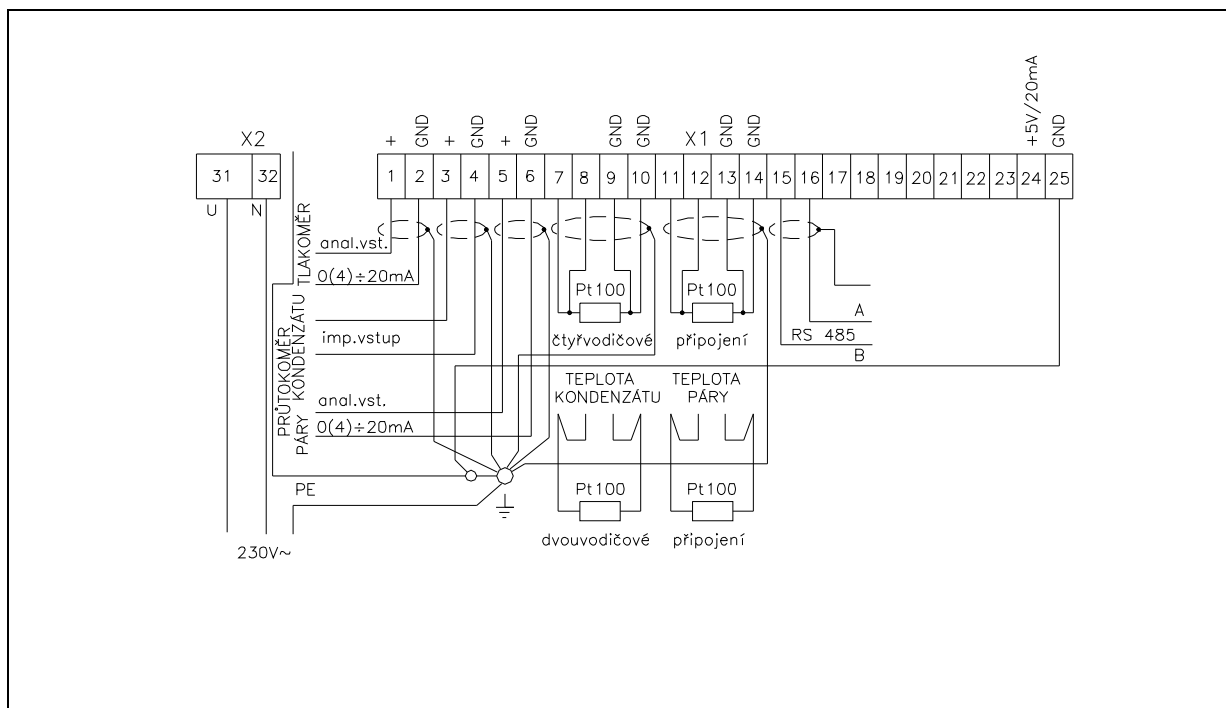 +5V/20mA
GND
X2
+
GND
+
GND
+
GND
GND
GND
X1
GND
GND
31
32
1
2
3
4
5
6
7
8
9
10
11
12
13
14
15
16
17
18
19
20
21
22
23
24
25
U
N
TLAKOMĚR
anal.vst.
0(4)÷20mA
PRŮTOKOMĚR
KONDENZÁTU
imp.vstup
PÁRY
anal.vst.
0(4)÷20mA
Pt100
Pt100
čtyřvodičové
připojení
A
RS 485
B
TEPLOTA
KONDENZÁTU
TEPLOTA
PÁRY
PE
Pt100
Pt100
dvouvodičové
připojení
230V~